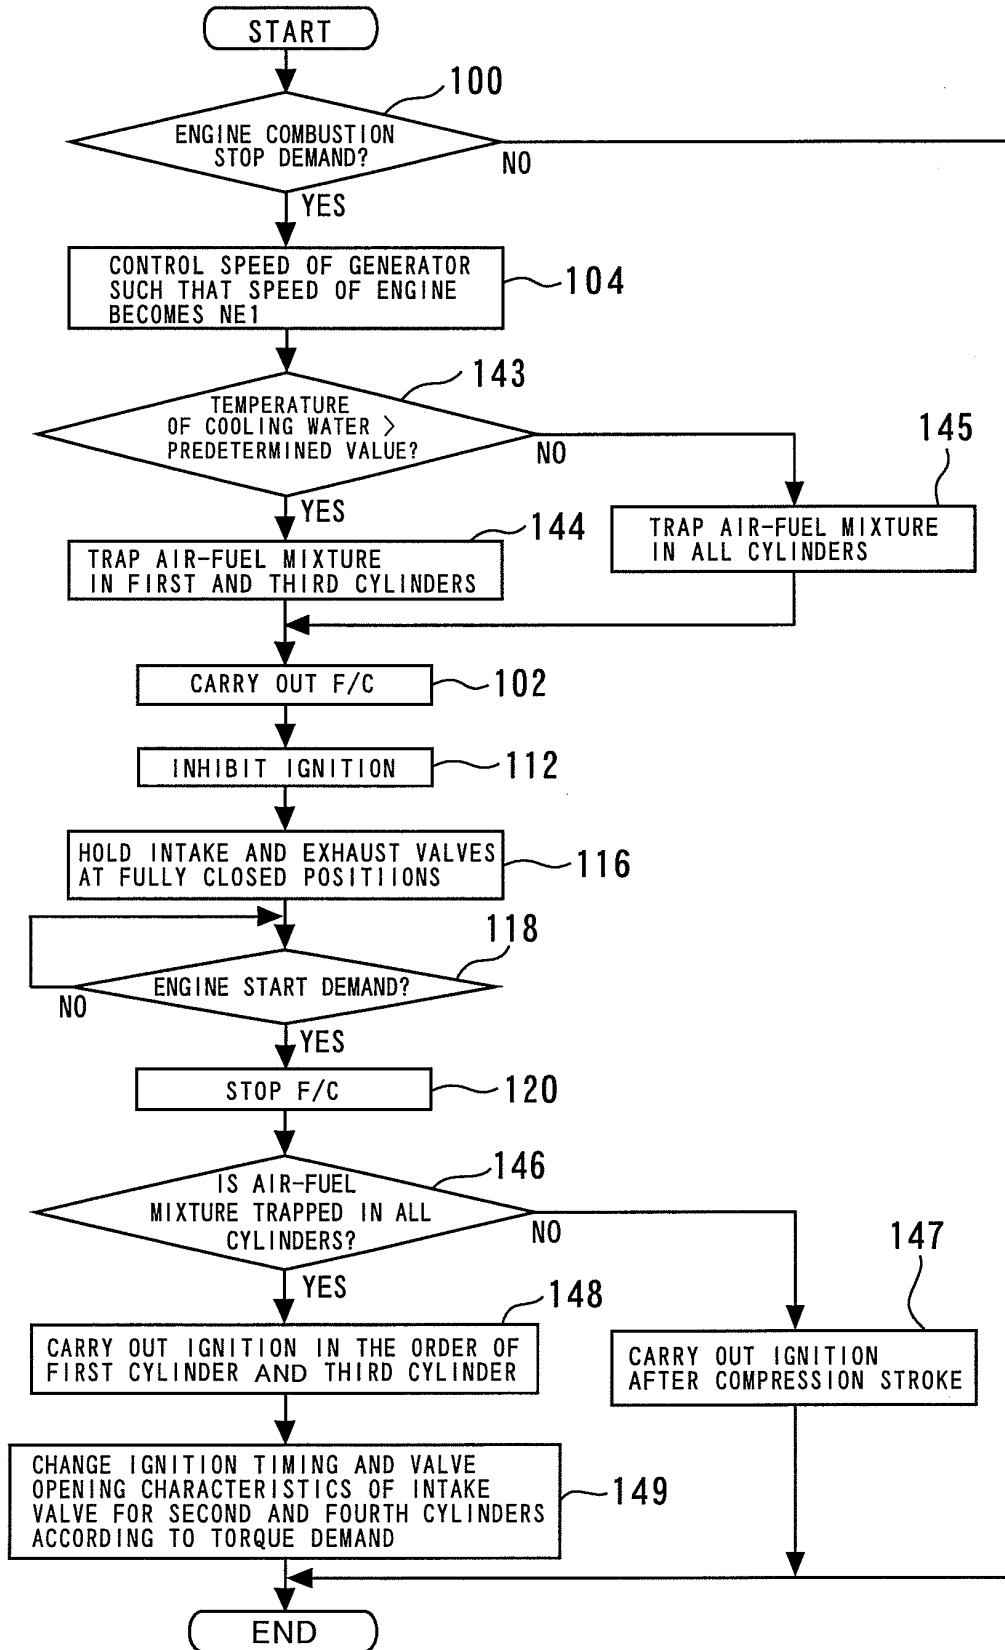 START
100
ENGINE COMBUSTION
STOP DEMAND?
NO
YES
CONTROL SPEED OF GENERATOR
SUCH THAT SPEED OF ENGINE
BECOMES NE1
104
143
TEMPERATURE
OF COOLING WATER >
PREDETERMINED VALUE?
NO
YES
145
TRAP AIR-FUEL MIXTURE
IN ALL CYLINDERS
144
TRAP AIR-FUEL MIXTURE
IN FIRST AND THIRD CYLINDERS
CARRY OUT F/C
102
INHIBIT IGNITION
112
HOLD INTAKE AND EXHAUST VALVES
AT FULLY CLOSED POSITIIONS
116
118
ENGINE START DEMAND?
NO
YES
STOP F/C
120
146
IS AIR-FUEL
MIXTURE TRAPPED IN ALL
CYLINDERS?
NO
YES
147
CARRY OUT IGNITION
AFTER COMPRESSION STROKE
148
CARRY OUT IGNITION IN THE ORDER OF
FIRST CYLINDER AND THIRD CYLINDER
CHANGE IGNITION TIMING AND VALVE
OPENING CHARACTERISTICS OF INTAKE
VALVE FOR SECOND AND FOURTH CYLINDERS
ACCORDING TO TORQUE DEMAND
149
END